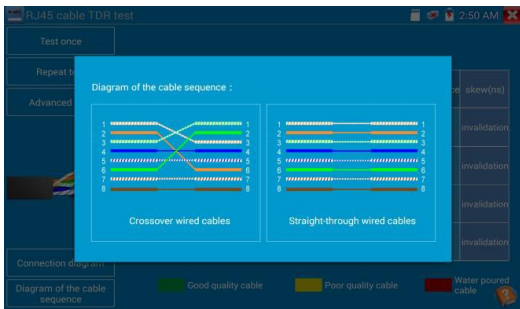 RJ45 cable TDR test
2:50 AM
Test once
Repeat t
Advanced
skew(ns)
invalidation
invalidation
invalidation
invalidation
Diagram of the cable sequence :
1 1
2 2
3 3
4 4
5 5
6 6
7 7
8 8
Crossover wired cables
1 1
2 2
3 3
4 4
5 5
6 6
7 7
8 8
Straight-through wired cables
Connection diagram
Diagram of the cable
sequence
Good quality cable
Poor quality cable
Water poured
cable